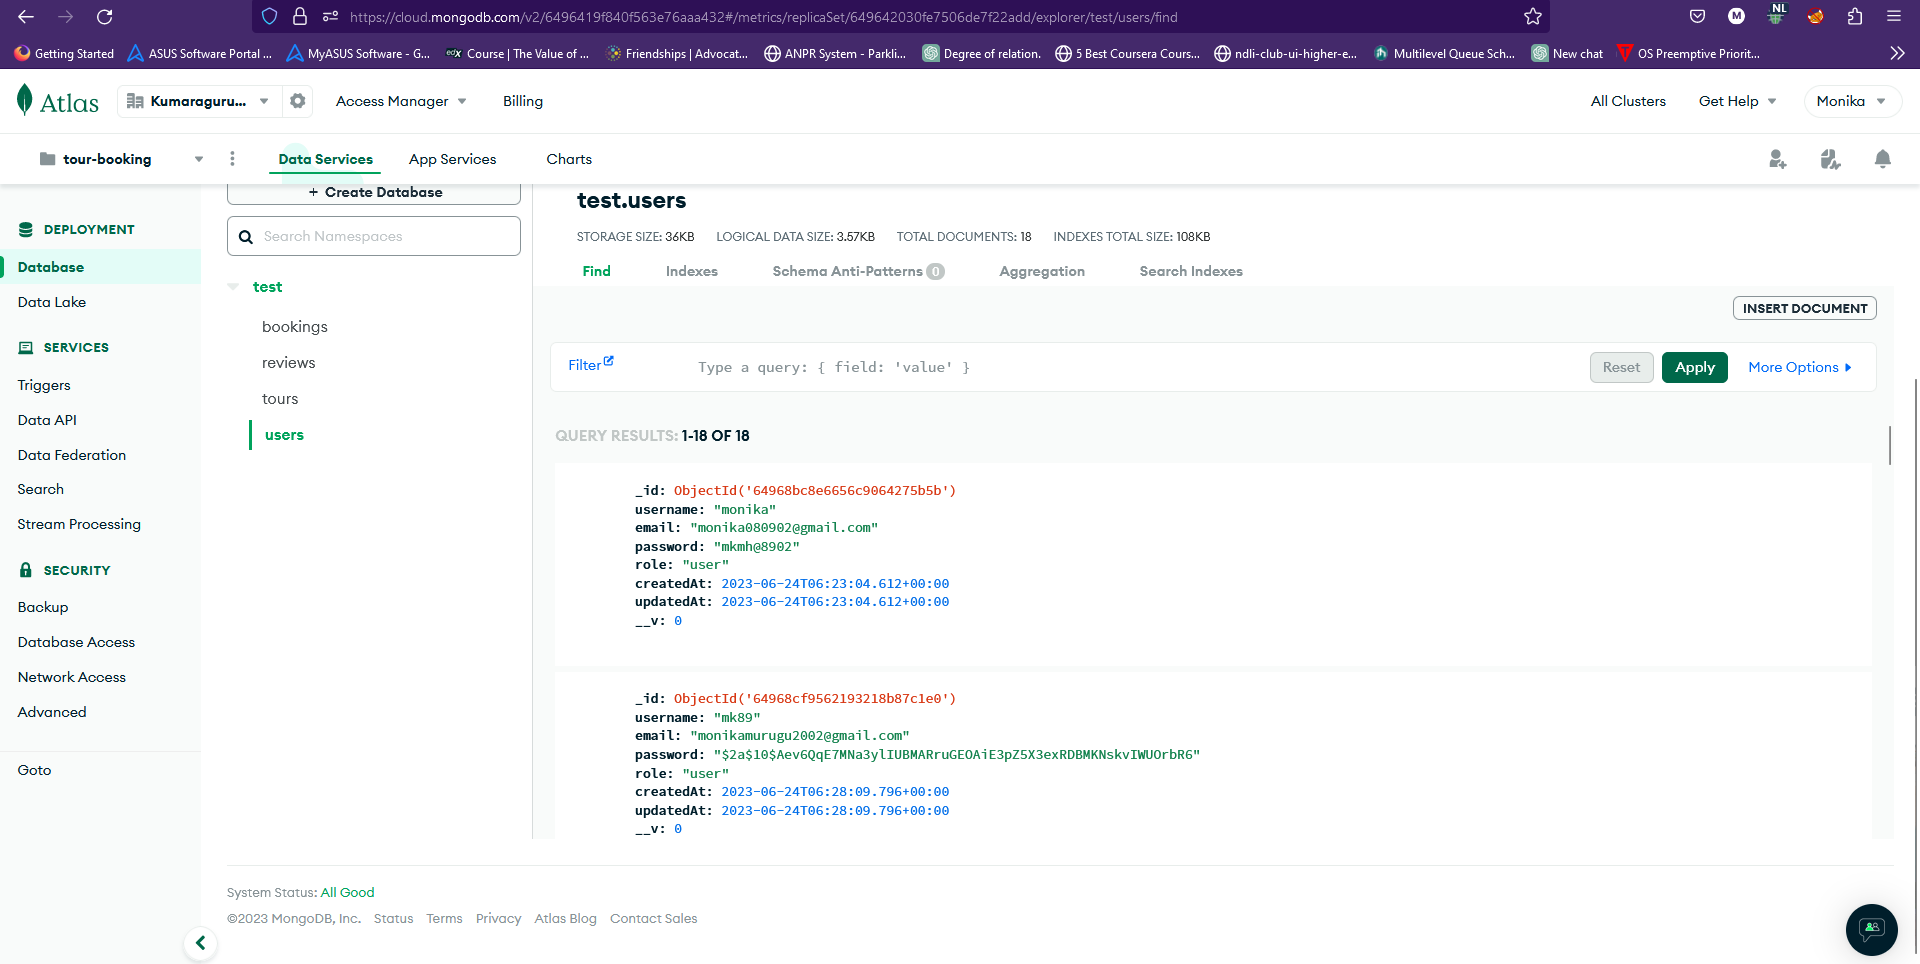 https://cloud.mongodb.com/v2/6496419f840f563e76aaa432#/metrics/replicaSet/649642030fe7506de7f22add/explorer/test/users/find
M
NL
Getting Started
ASUS Software Portal ...
MyASUS Software - G...
edX Course | The Value of ...
Friendships | Advocat...
ANPR System - Parkli...
Degree of relation.
5 Best Coursera Cours...
ndli-club-ui-higher-e...
Multilevel Queue Sch...
New chat
OS Preemptive Priorit...
Atlas
Kumaraguru...
Access Manager
Billing
All Clusters
Get Help
Monika
tour-booking
Data Services
App Services
Charts
DEPLOYMENT
Database
Data Lake
SERVICES
Triggers
Data API
Data Federation
Search
Stream Processing
SECURITY
Backup
Database Access
Network Access
Advanced
Goto
+ Create Database
Search Namespaces
test
bookings
reviews
tours
users
test.users
STORAGE SIZE: 36KB LOGICAL DATA SIZE: 3.57KB TOTAL DOCUMENTS: 18 INDEXES TOTAL SIZE: 108KB
Find Indexes Schema Anti-Patterns 0 Aggregation Search Indexes
INSERT DOCUMENT
Filter Type a query: { field: 'value' } Reset Apply More Options
QUERY RESULTS: 1-18 OF 18
_id: ObjectId('64968bc8e6656c9064275b5b')
username: "monika"
email: "monika080902@gmail.com"
password: "mkmh@8902"
role: "user"
createdAt: 2023-06-24T06:23:04.612+00:00
updatedAt: 2023-06-24T06:23:04.612+00:00
__v: 0
_id: ObjectId('64968cf9562193218b87c1e0')
username: "mk89"
email: "monikamurugu2002@gmail.com"
password: "$2a$10$Aev6QqE7MNa3ylIUBMARruGEOAiE3pZ5X3exRDBMKNskvIWUOrbR6"
role: "user"
createdAt: 2023-06-24T06:28:09.796+00:00
updatedAt: 2023-06-24T06:28:09.796+00:00
__v: 0
System Status: All Good
©2023 MongoDB, Inc. Status Terms Privacy Atlas Blog Contact Sales